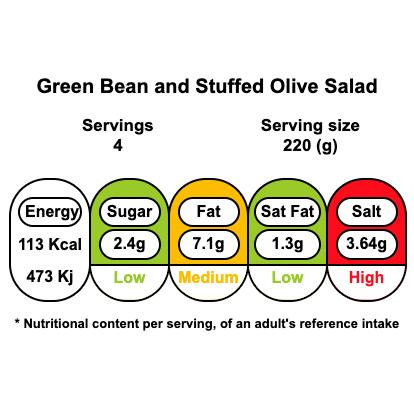 Green Bean and Stuffed Olive Salad
Servings Serving size
4 220 (g)
Energy Sugar Fat Sat Fat Salt
113 Kcal 2.4g 7.1g 1.3g 3.64g
473 Kj Low Medium Low High
* Nutritional content per serving, of an adult's reference intake